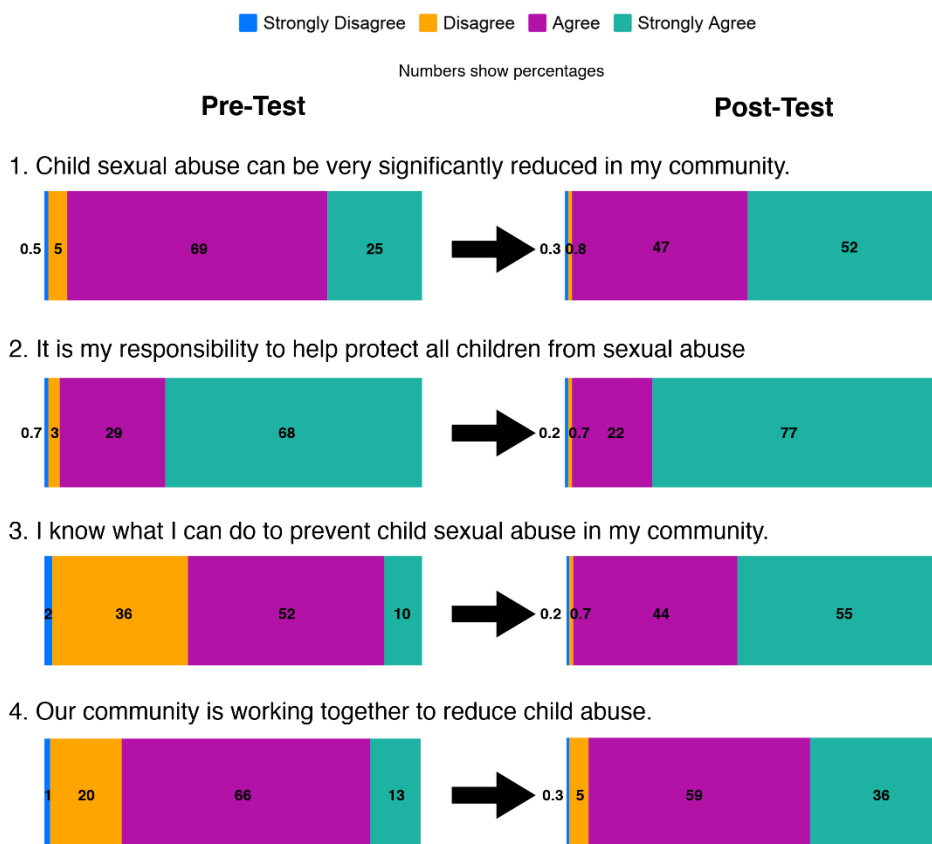 Strongly Disagree Disagree Agree Strongly Agree
Numbers show percentages
Pre-Test Post-Test
1. Child sexual abuse can be very significantly reduced in my community.
0.5 5 69 25 0.3 0.8 47 52
2. It is my responsibility to help protect all children from sexual abuse
0.7 3 29 68 0.2 0.7 22 77
3. I know what I can do to prevent child sexual abuse in my community.
2 36 52 10 0.2 0.7 44 55
4. Our community is working together to reduce child abuse.
1 20 66 13 0.3 5 59 36